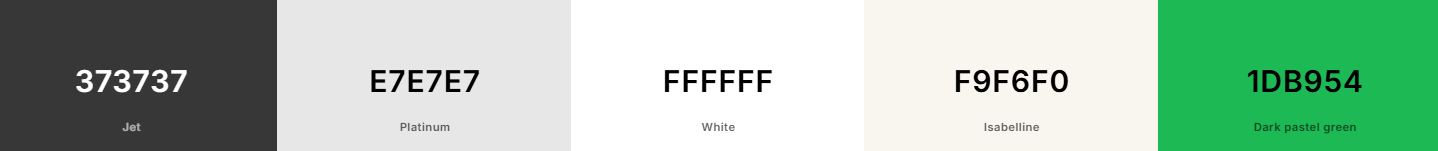 373737
Jet
E7E7E7
Platinum
FFFFFF
White
F9F6F0
Isabelline
1DB954
Dark pastel green